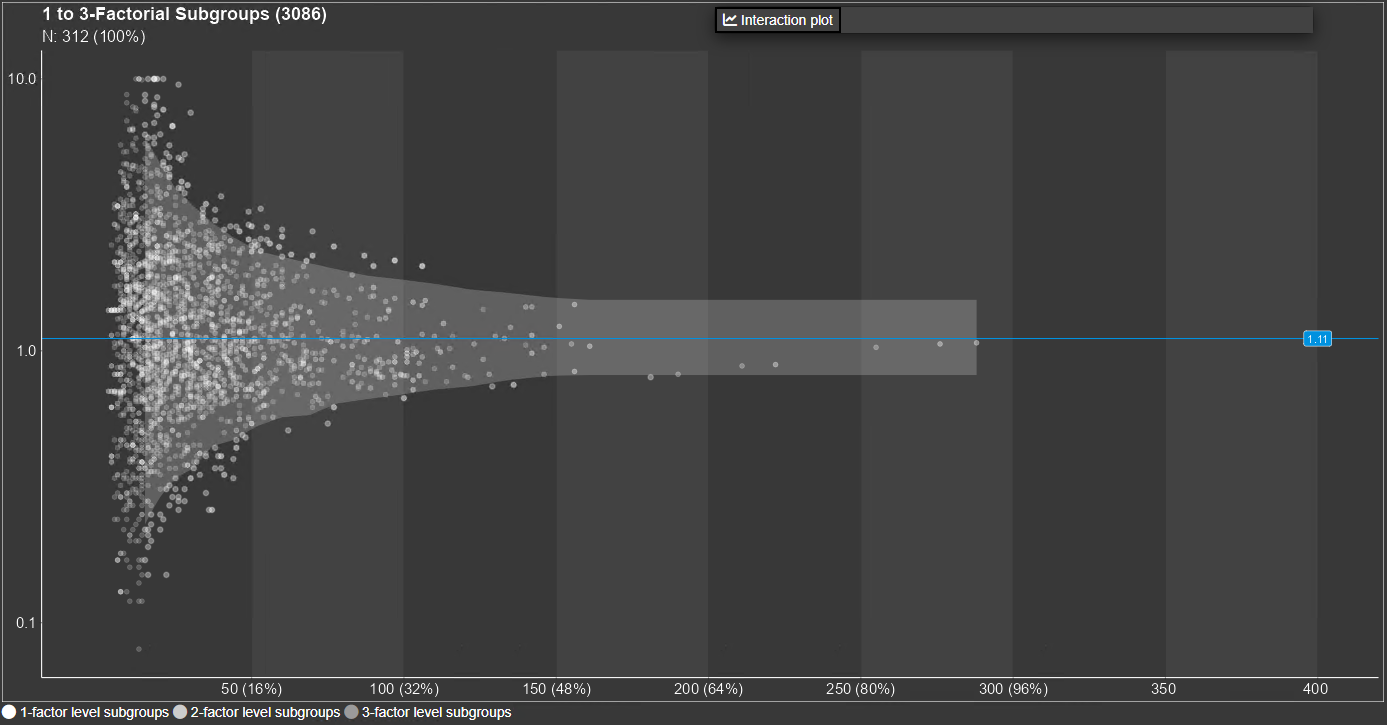 1 to 3-Factorial Subgroups (3086)
N: 312 (100%)
Interaction plot
10.0
1.0
0.1
1.11
50 (16%) 100 (32%) 150 (48%) 200 (64%) 250 (80%) 300 (96%) 350 400
1-factor level subgroups 2-factor level subgroups 3-factor level subgroups